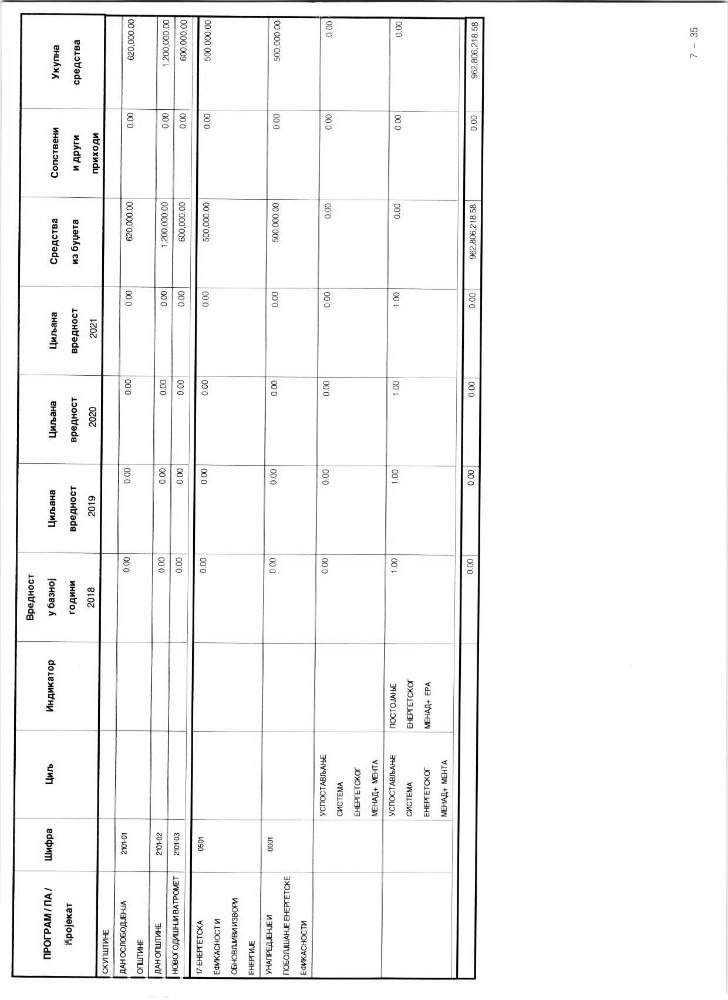 ПРОГРАМ / ПА / Шифра Циљ Индикатор Вредност Циљана Циљана Циљана Средства Сопствени Укупна
Пројекат у базној вредност вредност вредност из буџета и други средства
години 2019 2020 2021 приходи
2018
СКУПШТИНЕ
ДАН ОСЛОБОДЈЕЊА 2101-01 0.00 0.00 0.00 0.00 620,000.00 0.00 620,000.00
ОПШТИНЕ
ДАН ОПШТИНЕ 2101-02 0.00 0.00 0.00 0.00 1,200,000.00 0.00 1,200,000.00
НОВОГОДИШЊИ ВАТРОМЕТ 2101-03 0.00 0.00 0.00 0.00 600,000.00 0.00 600,000.00
17-ЕНЕРГЕТСКА 0501 0.00 0.00 0.00 0.00 500,000.00 0.00 500,000.00
ЕФИКАСНОСТ И
ОБНОВЉИВИ ИЗВОРИ
ЕНЕРГИЈЕ
УНАПРЕДЈЕЊЕ И 0001 0.00 0.00 0.00 0.00 500,000.00 0.00 500,000.00
ПОБОЉШАЊЕ ЕНЕРГЕТСКЕ
ЕФИКАСНОСТИ
УСПОСТАВЉАЊЕ 0.00 0.00 0.00 0.00 0.00 0.00 0.00
СИСТЕМА
ЕНЕРГЕТСКОГ
МЕНАД+ МЕНТА
УСПОСТАВЉАЊЕ ПОСТОЈАЊЕ 1.00 1.00 1.00 1.00 0.00 0.00 0.00
СИСТЕМА ЕНЕРГЕТСКОГ
ЕНЕРГЕТСКОГ МЕНАД+ ЕРА
МЕНАД+ МЕНТА
0.00 0.00 0.00 0.00 962,806,218.58 0.00 962,806,218.58
7 - 35